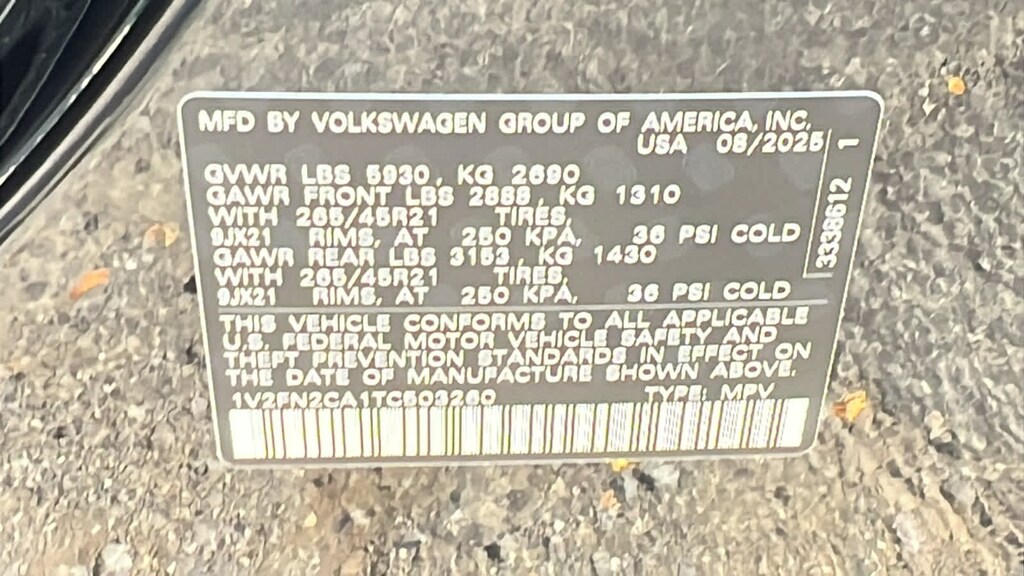 MFD BY VOLKSWAGEN GROUP OF AMERICA, INC.
USA 08/2025
1
3338612
GVWR LBS 5930, KG 2690
GAWR FRONT LBS 2888, KG 1310
WITH 265/45R21 TIRES,
9JX21 RIMS, AT 250 KPA, 36 PSI COLD
GAWR REAR LBS 3153, KG 1430
WITH 265/45R21 TIRES,
9JX21 RIMS, AT 250 KPA, 36 PSI COLD
THIS VEHICLE CONFORMS TO ALL APPLICABLE
U.S. FEDERAL MOTOR VEHICLE SAFETY AND
THEFT PREVENTION STANDARDS IN EFFECT ON
THE DATE OF MANUFACTURE SHOWN ABOVE.
1V2FN2CA1TC503260 TYPE: MPV